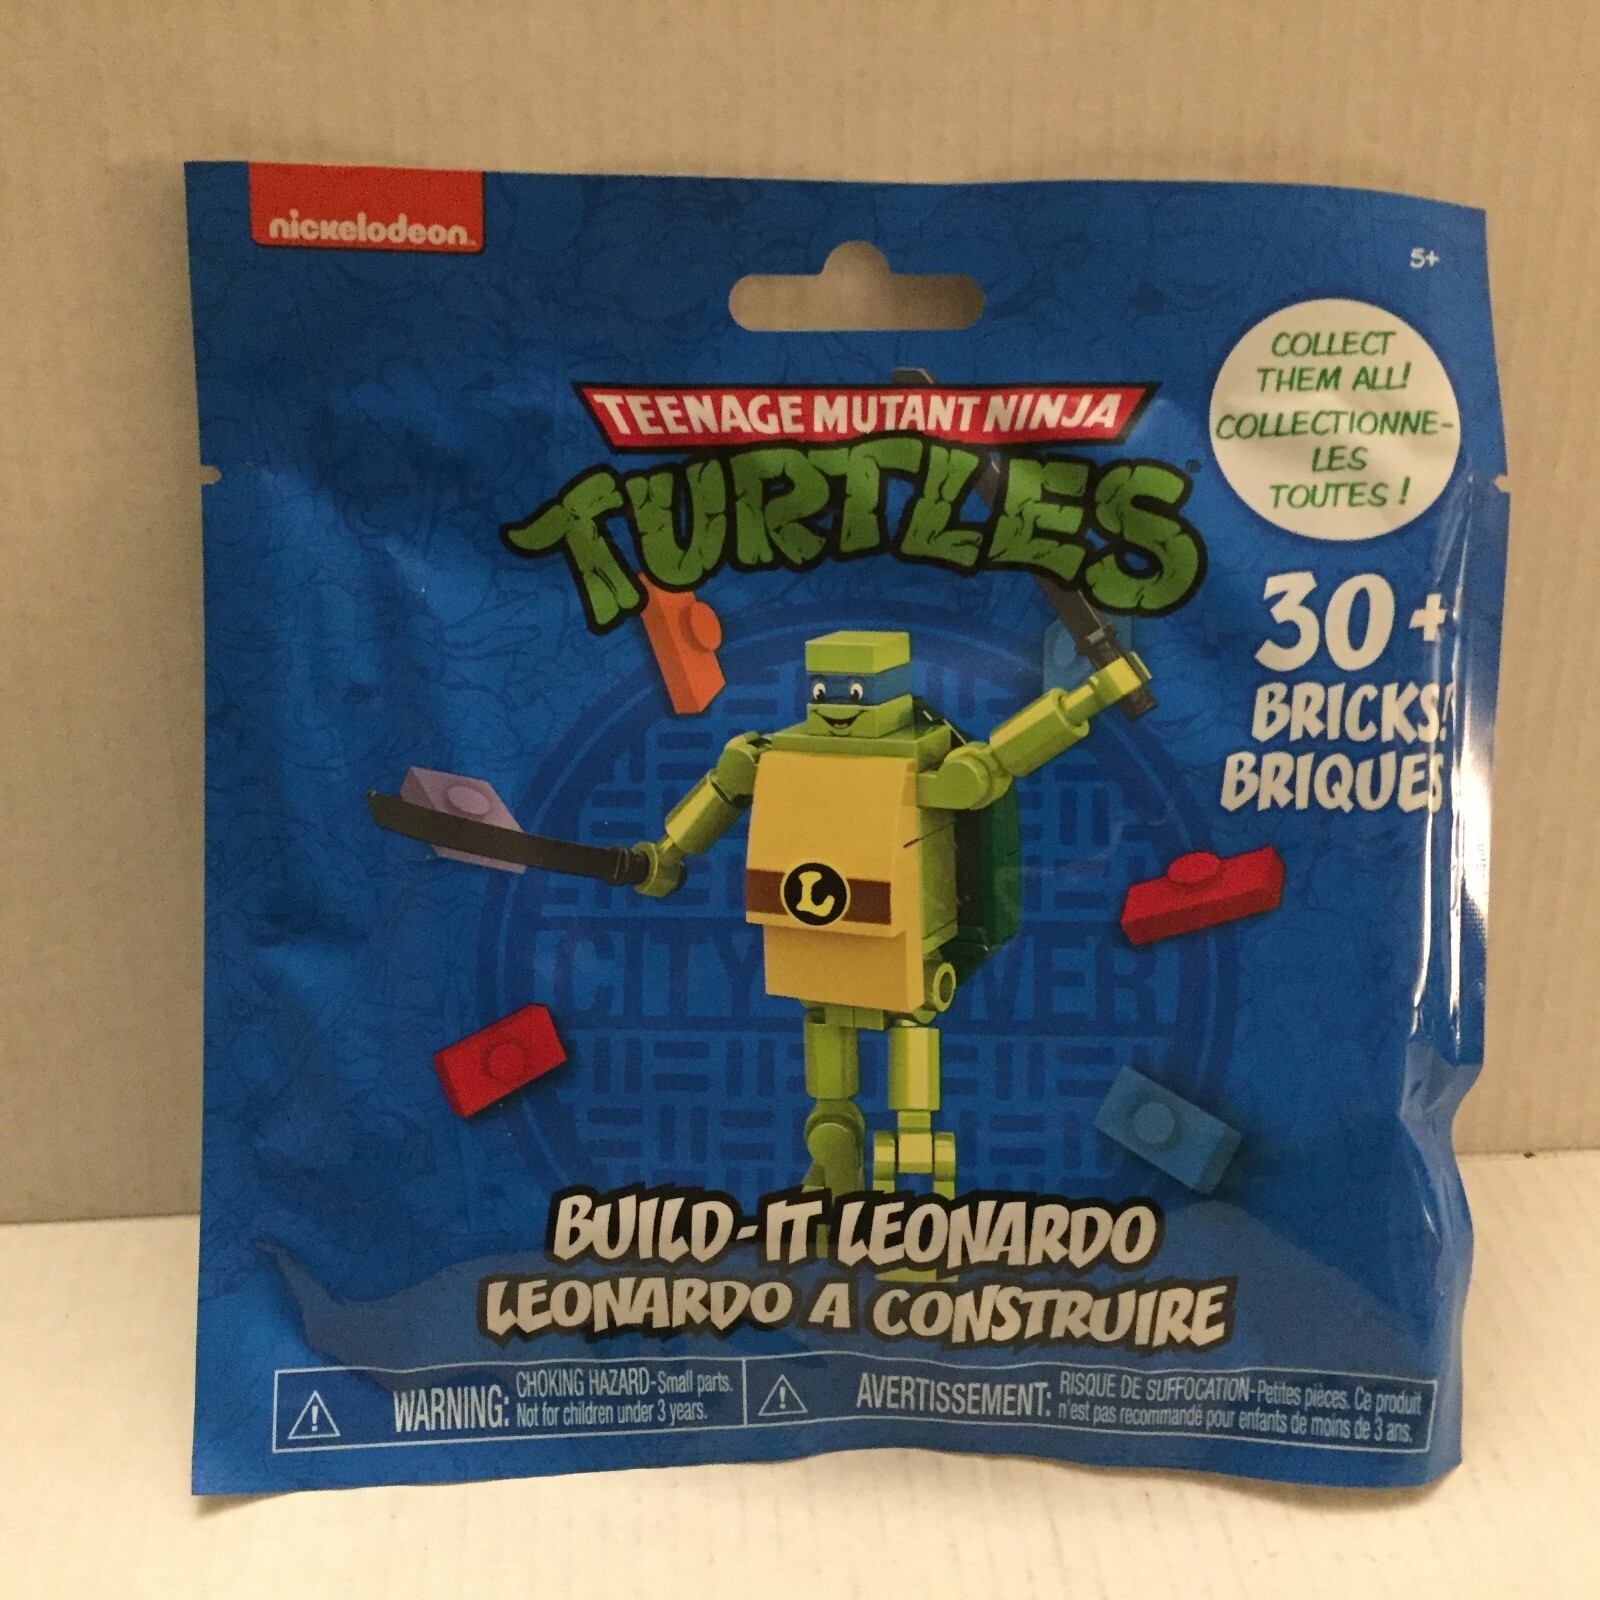 nickelodeon
5+
COLLECT
THEM ALL!
COLLECTIONNE-
LES
TOUTES !
TEENAGE MUTANT NINJA
TURTLES®
30+
BRICKS!
BRIQUES
L
CITY
BUILD-IT LEONARDO
LEONARDO A CONSTRUIRE
WARNING: CHOKING HAZARD-Small parts.
Not for children under 3 years.
AVERTISSEMENT: RISQUE DE SUFFOCATION-Petites pièces. Ce produit
n'est pas recommandé pour enfants de moins de 3 ans.